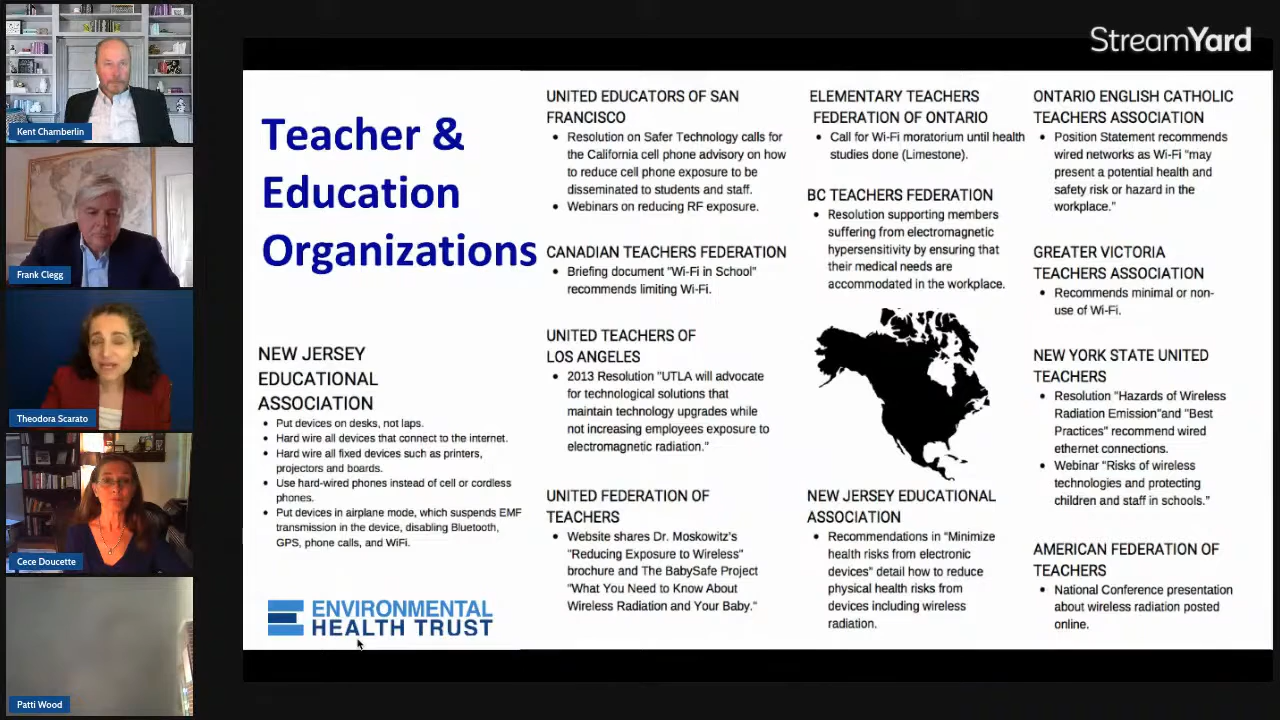 StreamYard
Kent Chamberlin
Frank Clegg
Theodora Scarato
Cece Doucette
Patti Wood
Teacher &
Education
Organizations
NEW JERSEY
EDUCATIONAL
ASSOCIATION
• Put devices on desks, not laps.
• Hard wire all devices that connect to the internet.
• Hard wire all fixed devices such as printers,
projectors and boards.
• Use hard-wired phones instead of cell or cordless
phones.
• Put devices in airplane mode, which suspends EMF
transmission in the device, disabling Bluetooth,
GPS, phone calls, and WiFi.
ENVIRONMENTAL
HEALTH TRUST
UNITED EDUCATORS OF SAN
FRANCISCO
• Resolution on Safer Technology calls for
the California cell phone advisory on how
to reduce cell phone exposure to be
disseminated to students and staff.
• Webinars on reducing RF exposure.
CANADIAN TEACHERS FEDERATION
• Briefing document "Wi-Fi in School"
recommends limiting Wi-Fi.
UNITED TEACHERS OF
LOS ANGELES
• 2013 Resolution "UTLA will advocate
for technological solutions that
maintain technology upgrades while
not increasing employees exposure to
electromagnetic radiation."
UNITED FEDERATION OF
TEACHERS
• Website shares Dr. Moskowitz's
"Reducing Exposure to Wireless"
brochure and The BabySafe Project
"What You Need to Know About
Wireless Radiation and Your Baby."
ELEMENTARY TEACHERS
FEDERATION OF ONTARIO
• Call for Wi-Fi moratorium until health
studies done (Limestone).
BC TEACHERS FEDERATION
• Resolution supporting members
suffering from electromagnetic
hypersensitivity by ensuring that
their medical needs are
accommodated in the workplace.
NEW JERSEY EDUCATIONAL
ASSOCIATION
• Recommendations in "Minimize
health risks from electronic
devices" detail how to reduce
physical health risks from
devices including wireless
radiation.
ONTARIO ENGLISH CATHOLIC
TEACHERS ASSOCIATION
• Position Statement recommends
wired networks as Wi-Fi "may
present a potential health and
safety risk or hazard in the
workplace."
GREATER VICTORIA
TEACHERS ASSOCIATION
• Recommends minimal or non-
use of Wi-Fi.
NEW YORK STATE UNITED
TEACHERS
• Resolution "Hazards of Wireless
Radiation Emission"and "Best
Practices" recommend wired
ethernet connections.
• Webinar "Risks of wireless
technologies and protecting
children and staff in schools."
AMERICAN FEDERATION OF
TEACHERS
• National Conference presentation
about wireless radiation posted
online.